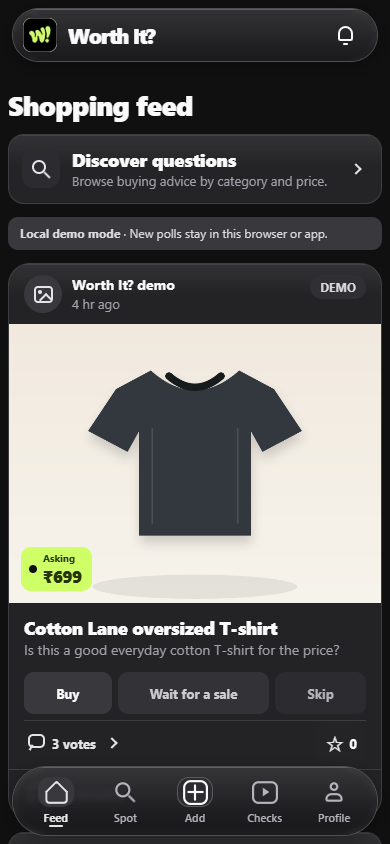 W!
Worth It?
Shopping feed
Discover questions
Browse buying advice by category and price.
Local demo mode · New polls stay in this browser or app.
Worth It? demo
4 hr ago
DEMO
Asking
₹699
Cotton Lane oversized T-shirt
Is this a good everyday cotton T-shirt for the price?
Buy
Wait for a sale
Skip
3 votes
0
Feed
Spot
Add
Checks
Profile